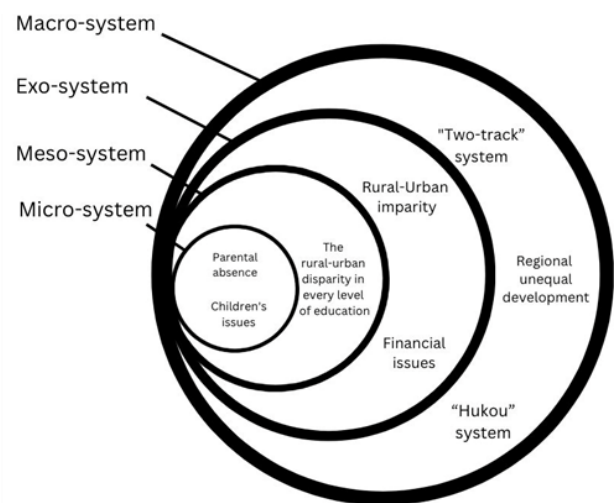 Macro-system
Exo-system
Meso-system
Micro-system
"Two-track”
system
Rural-Urban
imparity
Regional
unequal
development
The
rural-urban
disparity in
every level
of education
Parental
absence
Children's
issues
Financial
issues
“Hukou”
system